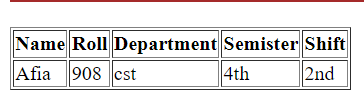 Name Roll Department Semister Shift
Afia 908 cst 4th 2nd